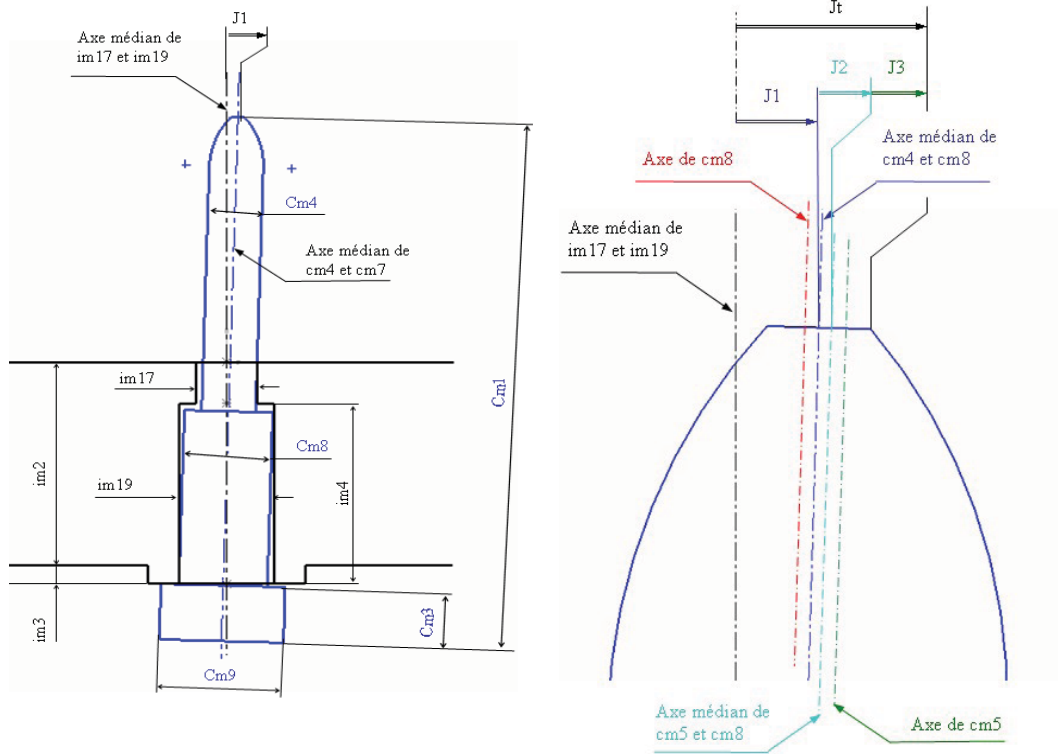 J1
Axe médian de
im17 et im19
Cm4
Axe médian de
cm4 et cm7
im17
Cm1
Cm8
im2
im19
im4
im3
Cm3
Cm9
Jt
J2
J3
J1
Axe de cm8
Axe médian de
cm4 et cm8
Axe médian de
im17 et im19
Axe médian de
cm5 et cm8
Axe de cm5